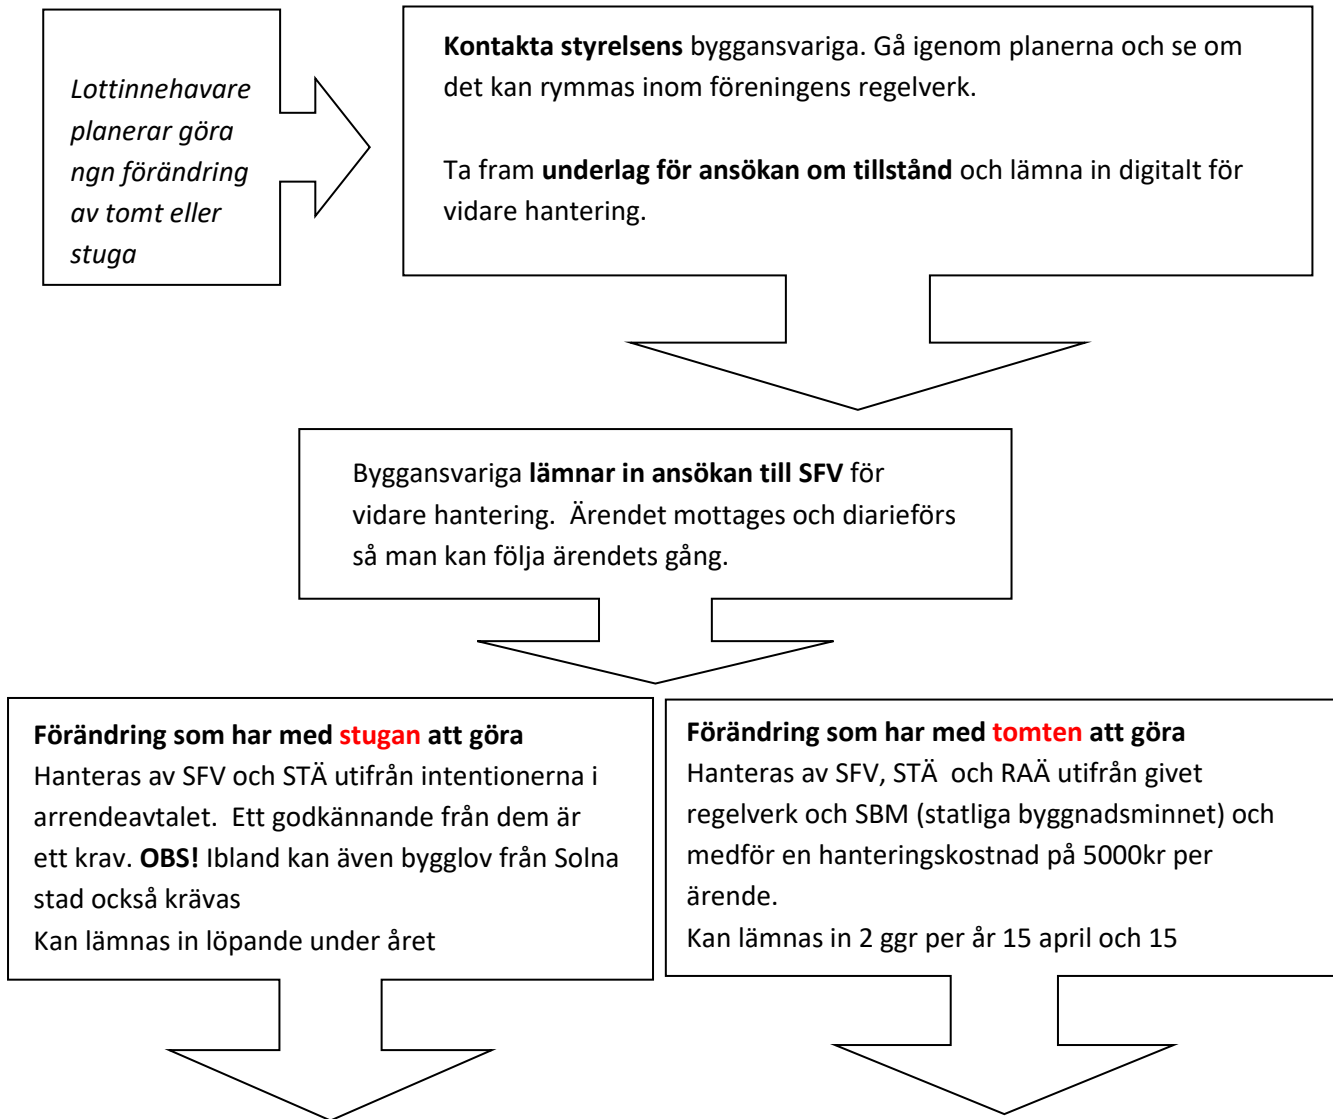 Lottinnehavare
planerar göra
ngn förändring
av tomt eller
stuga
Kontakta styrelsens byggansvariga. Gå igenom planerna och se om
det kan rymmas inom föreningens regelverk.
Ta fram underlag för ansökan om tillstånd och lämna in digitalt för
vidare hantering.
Byggansvariga lämnar in ansökan till SFV för
vidare hantering.  Ärendet mottages och diarieförs
så man kan följa ärendets gång.
Förändring som har med stugan att göra
Hanteras av SFV och STÄ utifrån intentionerna i
arrendeavtalet.  Ett godkännande från dem är
ett krav. OBS! Ibland kan även bygglov från Solna
stad också krävas
Kan lämnas in löpande under året
Förändring som har med tomten att göra
Hanteras av SFV, STÄ  och RAÄ utifrån givet
regelverk och SBM (statliga byggnadsminnet) och
medför en hanteringskostnad på 5000kr per
ärende.
Kan lämnas in 2 ggr per år 15 april och 15